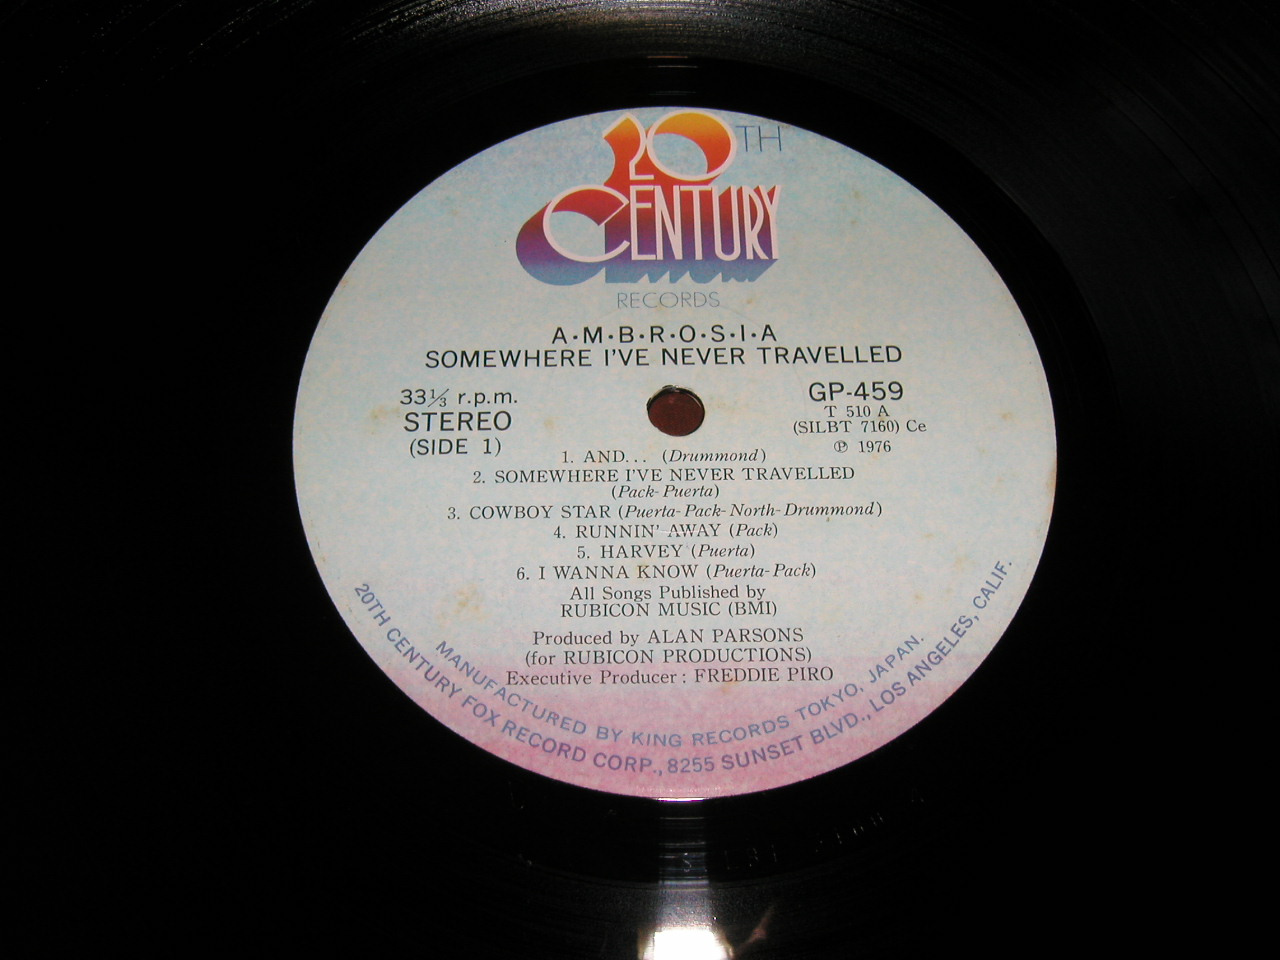 20TH
CENTURY
RECORDS
A·M·B·R·O·S·I·A
SOMEWHERE I'VE NEVER TRAVELLED
33⅓ r.p.m.
STEREO
(SIDE 1)
GP-459
T 510 A
(SILBT 7160) Ce
℗ 1976
1. AND... (Drummond)
2. SOMEWHERE I'VE NEVER TRAVELLED
(Pack-Puerta)
3. COWBOY STAR (Puerta-Pack-North-Drummond)
4. RUNNIN' AWAY (Pack)
5. HARVEY (Puerta)
6. I WANNA KNOW (Puerta-Pack)
All Songs Published by
RUBICON MUSIC (BMI)
Produced by ALAN PARSONS
(for RUBICON PRODUCTIONS)
Executive Producer : FREDDIE PIRO
MANUFACTURED BY KING RECORDS TOKYO, JAPAN.
20TH CENTURY FOX RECORD CORP., 8255 SUNSET BLVD., LOS ANGELES, CALIF.